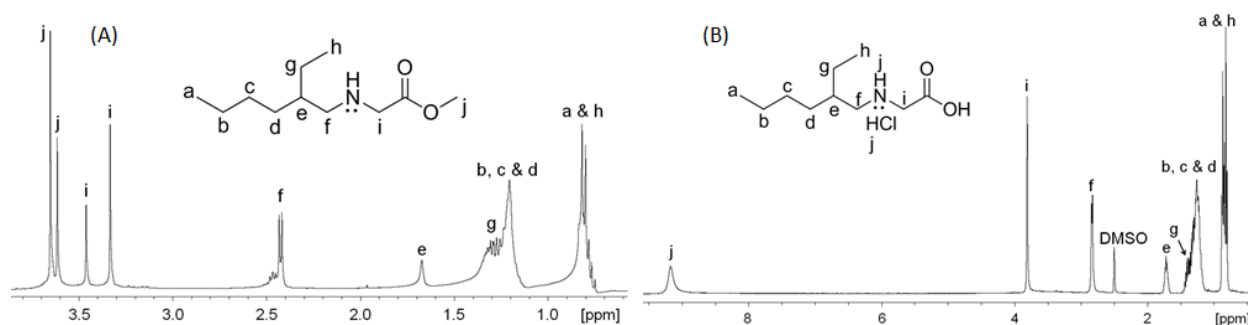 (A)
j
j
i
i
f
e
g
b, c & d
a & h
h
g
a
c
b
d
e
f
H
N
i
O
O
j
3.5
3.0
2.5
2.0
1.5
1.0
[ppm]
(B)
a & h
i
f
DMSO
g
e
b, c & d
j
h
g
a
c
b
d
e
f
j
H
N
HCl
j
i
O
OH
8
6
4
2
[ppm]